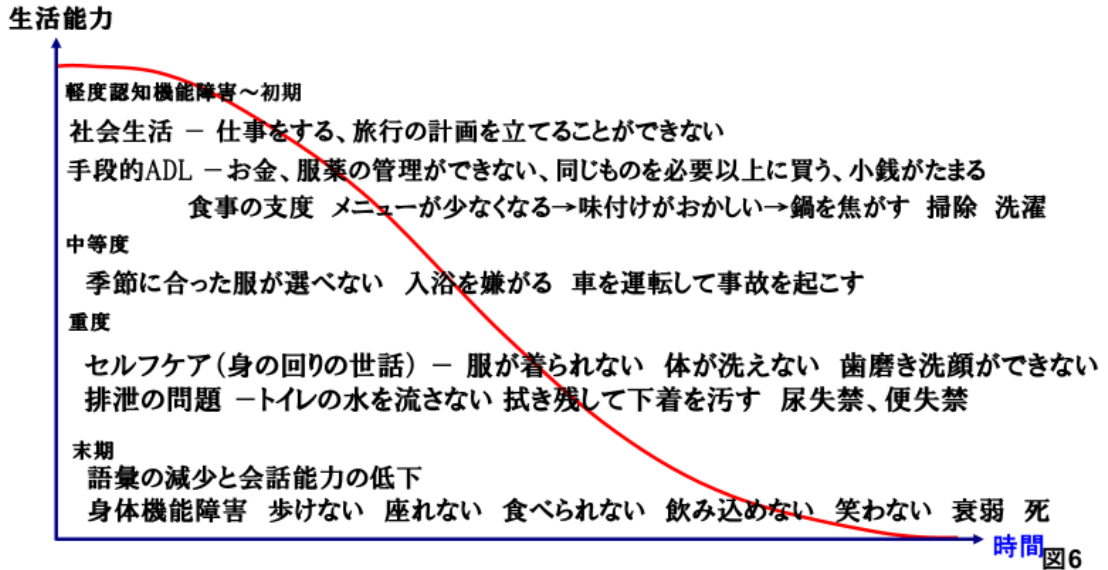 生活能力
軽度認知機能障害～初期
社会生活 － 仕事をする、旅行の計画を立てることができない
手段的ADL －お金、服薬の管理ができない、同じものを必要以上に買う、小銭がたまる
食事の支度 メニューが少なくなる→味付けがおかしい→鍋を焦がす 掃除 洗濯
中等度
季節に合った服が選べない 入浴を嫌がる 車を運転して事故を起こす
重度
セルフケア（身の回りの世話） － 服が着られない 体が洗えない 歯磨き洗顔ができない
排泄の問題 －トイレの水を流さない 拭き残して下着を汚す 尿失禁、便失禁
末期
語彙の減少と会話能力の低下
身体機能障害 歩けない 座れない 食べられない 飲み込めない 笑わない 衰弱 死
時間
図6